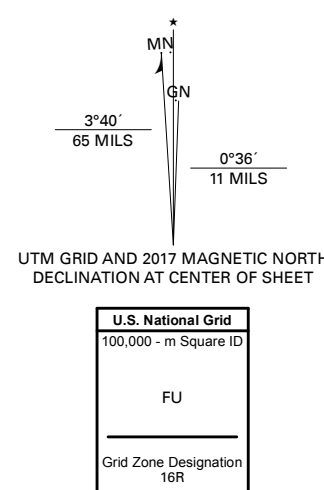 ★
MN
GN
3°40´
65 MILS
0°36´
11 MILS
UTM GRID AND 2017 MAGNETIC NORTH
DECLINATION AT CENTER OF SHEET
U.S. National Grid
100,000 - m Square ID
FU
Grid Zone Designation
16R